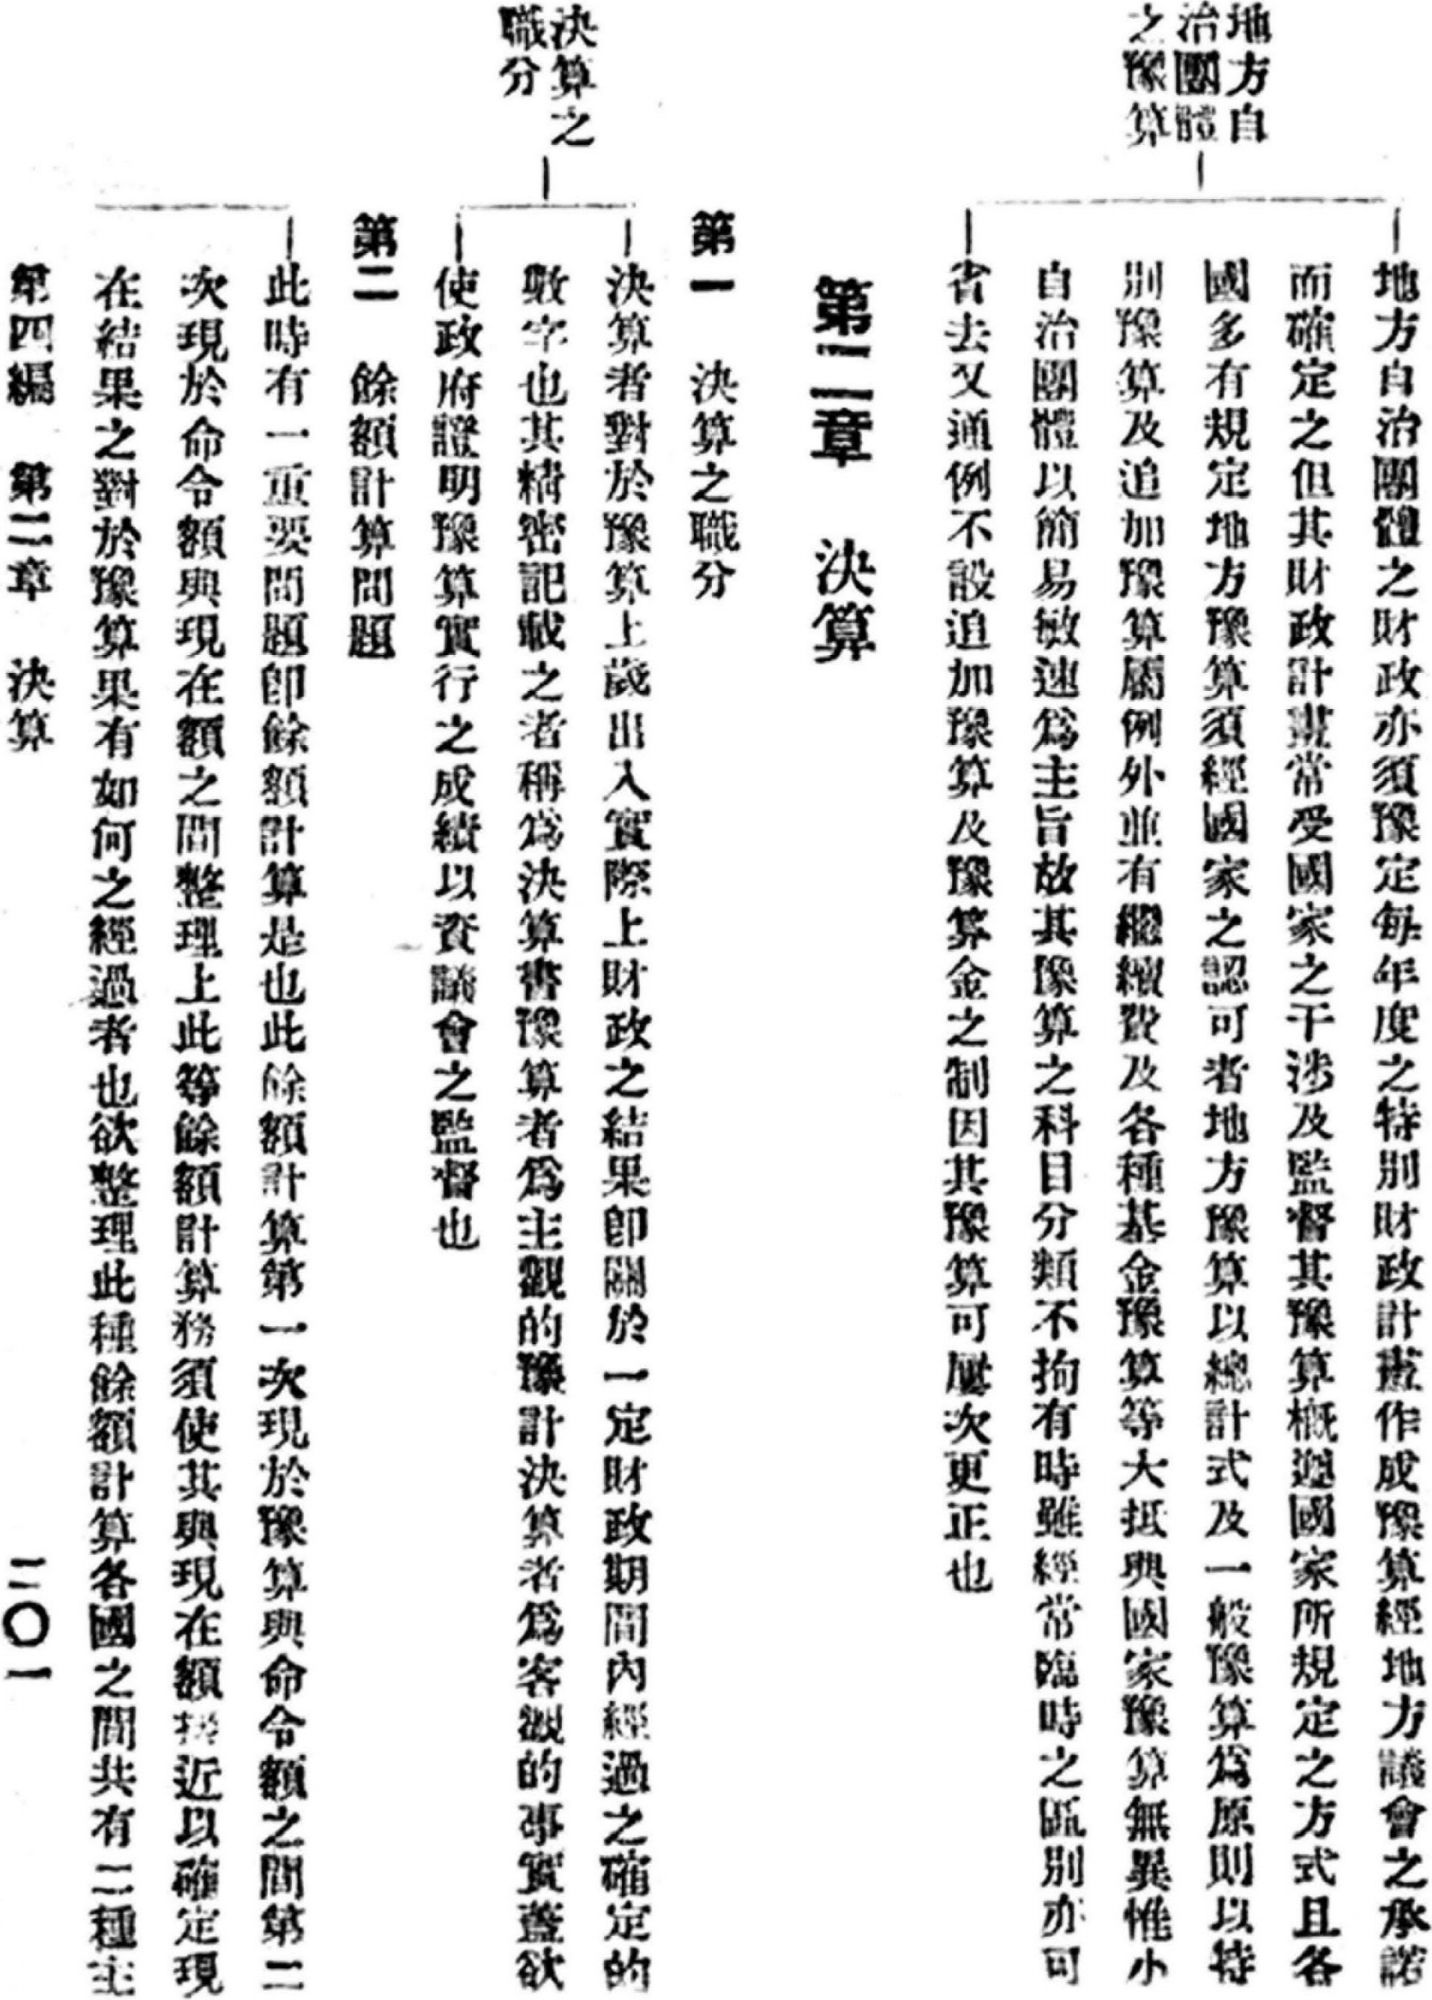 地方自
治團體
之豫算
地方自治團體之財政亦須豫定每年度之特別財政計畫作成豫算經地方議會之承諾
而確定之但其財政計畫常受國家之干涉及監督其豫算概遵國家所規定之方式且各
國多有規定地方豫算須經國家之認可者地方豫算以總計式及一般豫算爲原則以特
別豫算及追加豫算屬例外並有繼續費及各種基金豫算等大抵與國家豫算無異惟小
自治團體以簡易敏速爲主旨故其豫算之科目分類不拘有時雖經常臨時之區別亦可
省去又通例不設追加豫算及豫算金之制因其豫算可屢次更正也
第二章 決算
第一 決算之職分
決算之
職分
決算者對於豫算上歲出入實際上財政之結果卽關於一定財政期間內經過之確定的
數字也其精密記載之者稱爲決算書豫算者爲主觀的豫計決算者爲客觀的事實蓋欲
使政府證明豫算實行之成績以資議會之監督也
第二 餘額計算問題
此時有一重要問題卽餘額計算是也此餘額計算第一次現於豫算與命令額之間第二
次現於命令額與現在額之間整理上此等餘額計算務須使其與現在額接近以確定現
在結果之對於豫算果有如何之經過者也欲整理此種餘額計算各國之間共有二種主
第四編 第二章 決算 二〇一